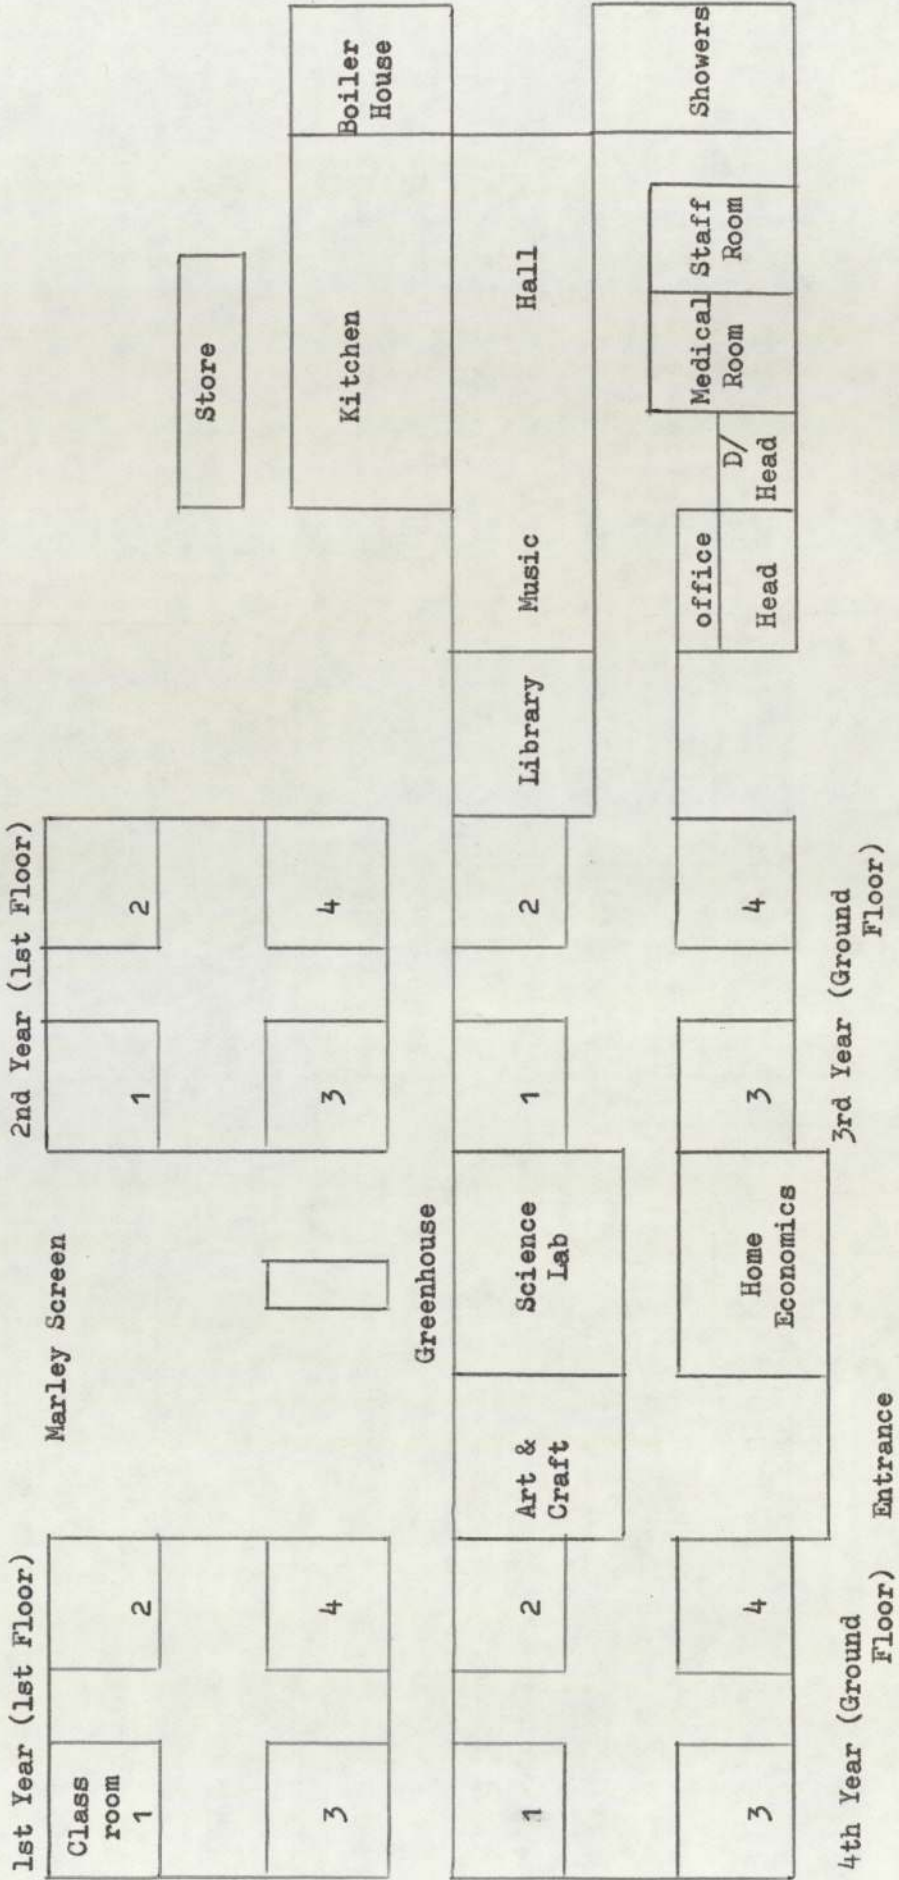 1st Year (1st Floor)
2nd Year (1st Floor)
Class
room
1
2
3
4
Marley Screen
1
2
3
4
Store
Greenhouse
Kitchen
Boiler
House
1
2
Art &
Craft
Science
Lab
1
2
Library
Music
Hall
3
4
Home
Economics
3
4
office
Head
D/
Head
Medical
Room
Staff
Room
Showers
4th Year (Ground
Floor)
Entrance
3rd Year (Ground
Floor)